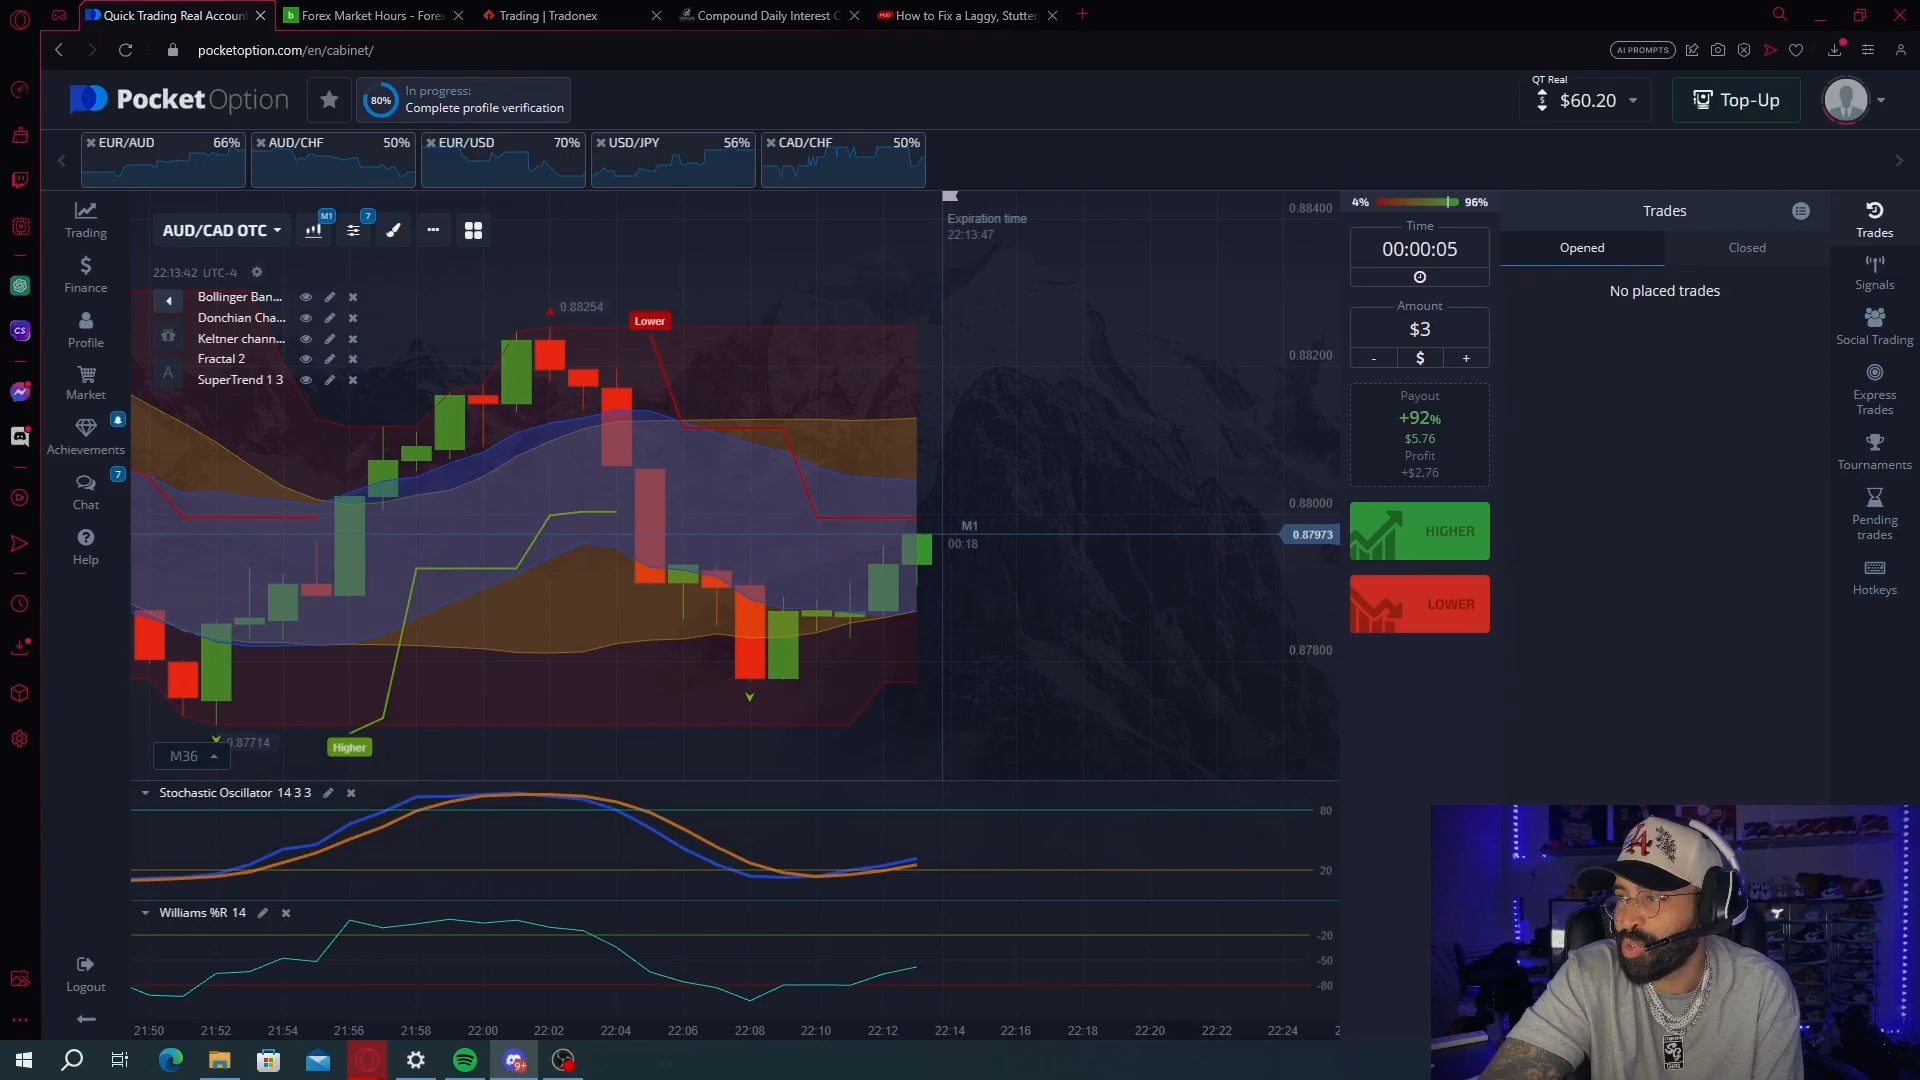 Quick Trading Real Accoun
Forex Market Hours - Fore
Trading | Tradonex
Compound Daily Interest C
How to Fix a Laggy, Stutter
pocketoption.com/en/cabinet/
AI PROMPTS
PocketOption
80%
In progress:
Complete profile verification
QT Real
$60.20
Top-Up
EUR/AUD 66%
AUD/CHF 50%
EUR/USD 70%
USD/JPY 56%
CAD/CHF 50%
Trading
Finance
Profile
Market
Achievements
Chat
7
Help
Logout
AUD/CAD OTC
M1
7
22:13:42 UTC-4
Bollinger Ban...
Donchian Cha...
Keltner chann...
Fractal 2
SuperTrend 1 3
A
0.88254
Lower
Expiration time
22:13:47
0.88400
0.88200
0.88000
M1
00:18
0.87973
0.87800
0.87714
Higher
M36
Stochastic Oscillator 14 3 3
80
20
Williams %R 14
-20
-50
-80
21:50 21:52 21:54 21:56 21:58 22:00 22:02 22:04 22:06 22:08 22:10 22:12 22:14 22:16 22:18 22:20 22:22 22:24 2
4% 96%
Time
00:00:05
Amount
$3
- $ +
Payout
+92%
$5.76
Profit
+$2.76
HIGHER
LOWER
Trades
Opened
Closed
No placed trades
Trades
Signals
Social Trading
Express
Trades
Tournaments
Pending
trades
Hotkeys
CS
A
9+